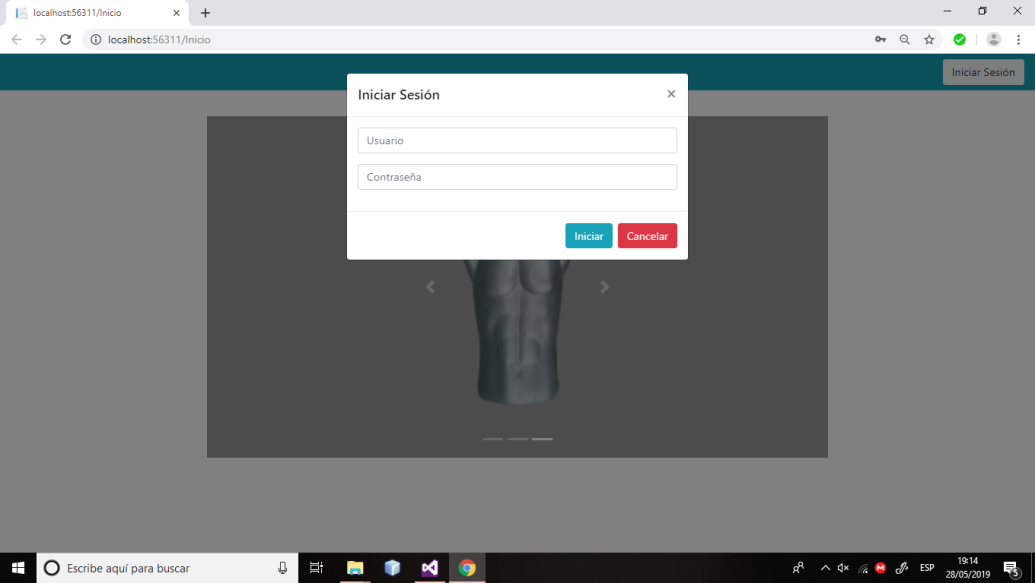 localhost:56311/Inicio
localhost:56311/Inicio
Iniciar Sesión
Iniciar Sesión
Usuario
Contraseña
Iniciar Cancelar
Escribe aquí para buscar
ESP
19:14
28/05/2019
5